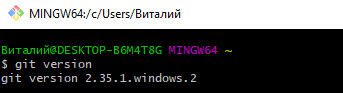 MINGW64:/c/Users/Виталий
Виталий@DESKTOP-B6M4T8G MINGW64 ~
$ git version
git version 2.35.1.windows.2